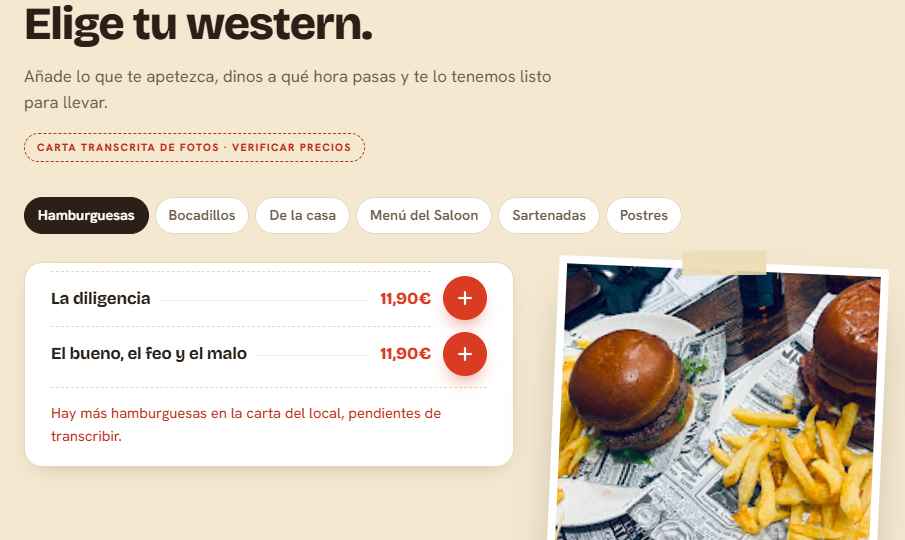 Elige tu western.
Añade lo que te apetezca, dinos a qué hora pasas y te lo tenemos listo
para llevar.
CARTA TRANSCRITA DE FOTOS · VERIFICAR PRECIOS
Hamburguesas
Bocadillos
De la casa
Menú del Saloon
Sartenadas
Postres
La diligencia 11,90€ +
El bueno, el feo y el malo 11,90€ +
Hay más hamburguesas en la carta del local, pendientes de
transcribir.